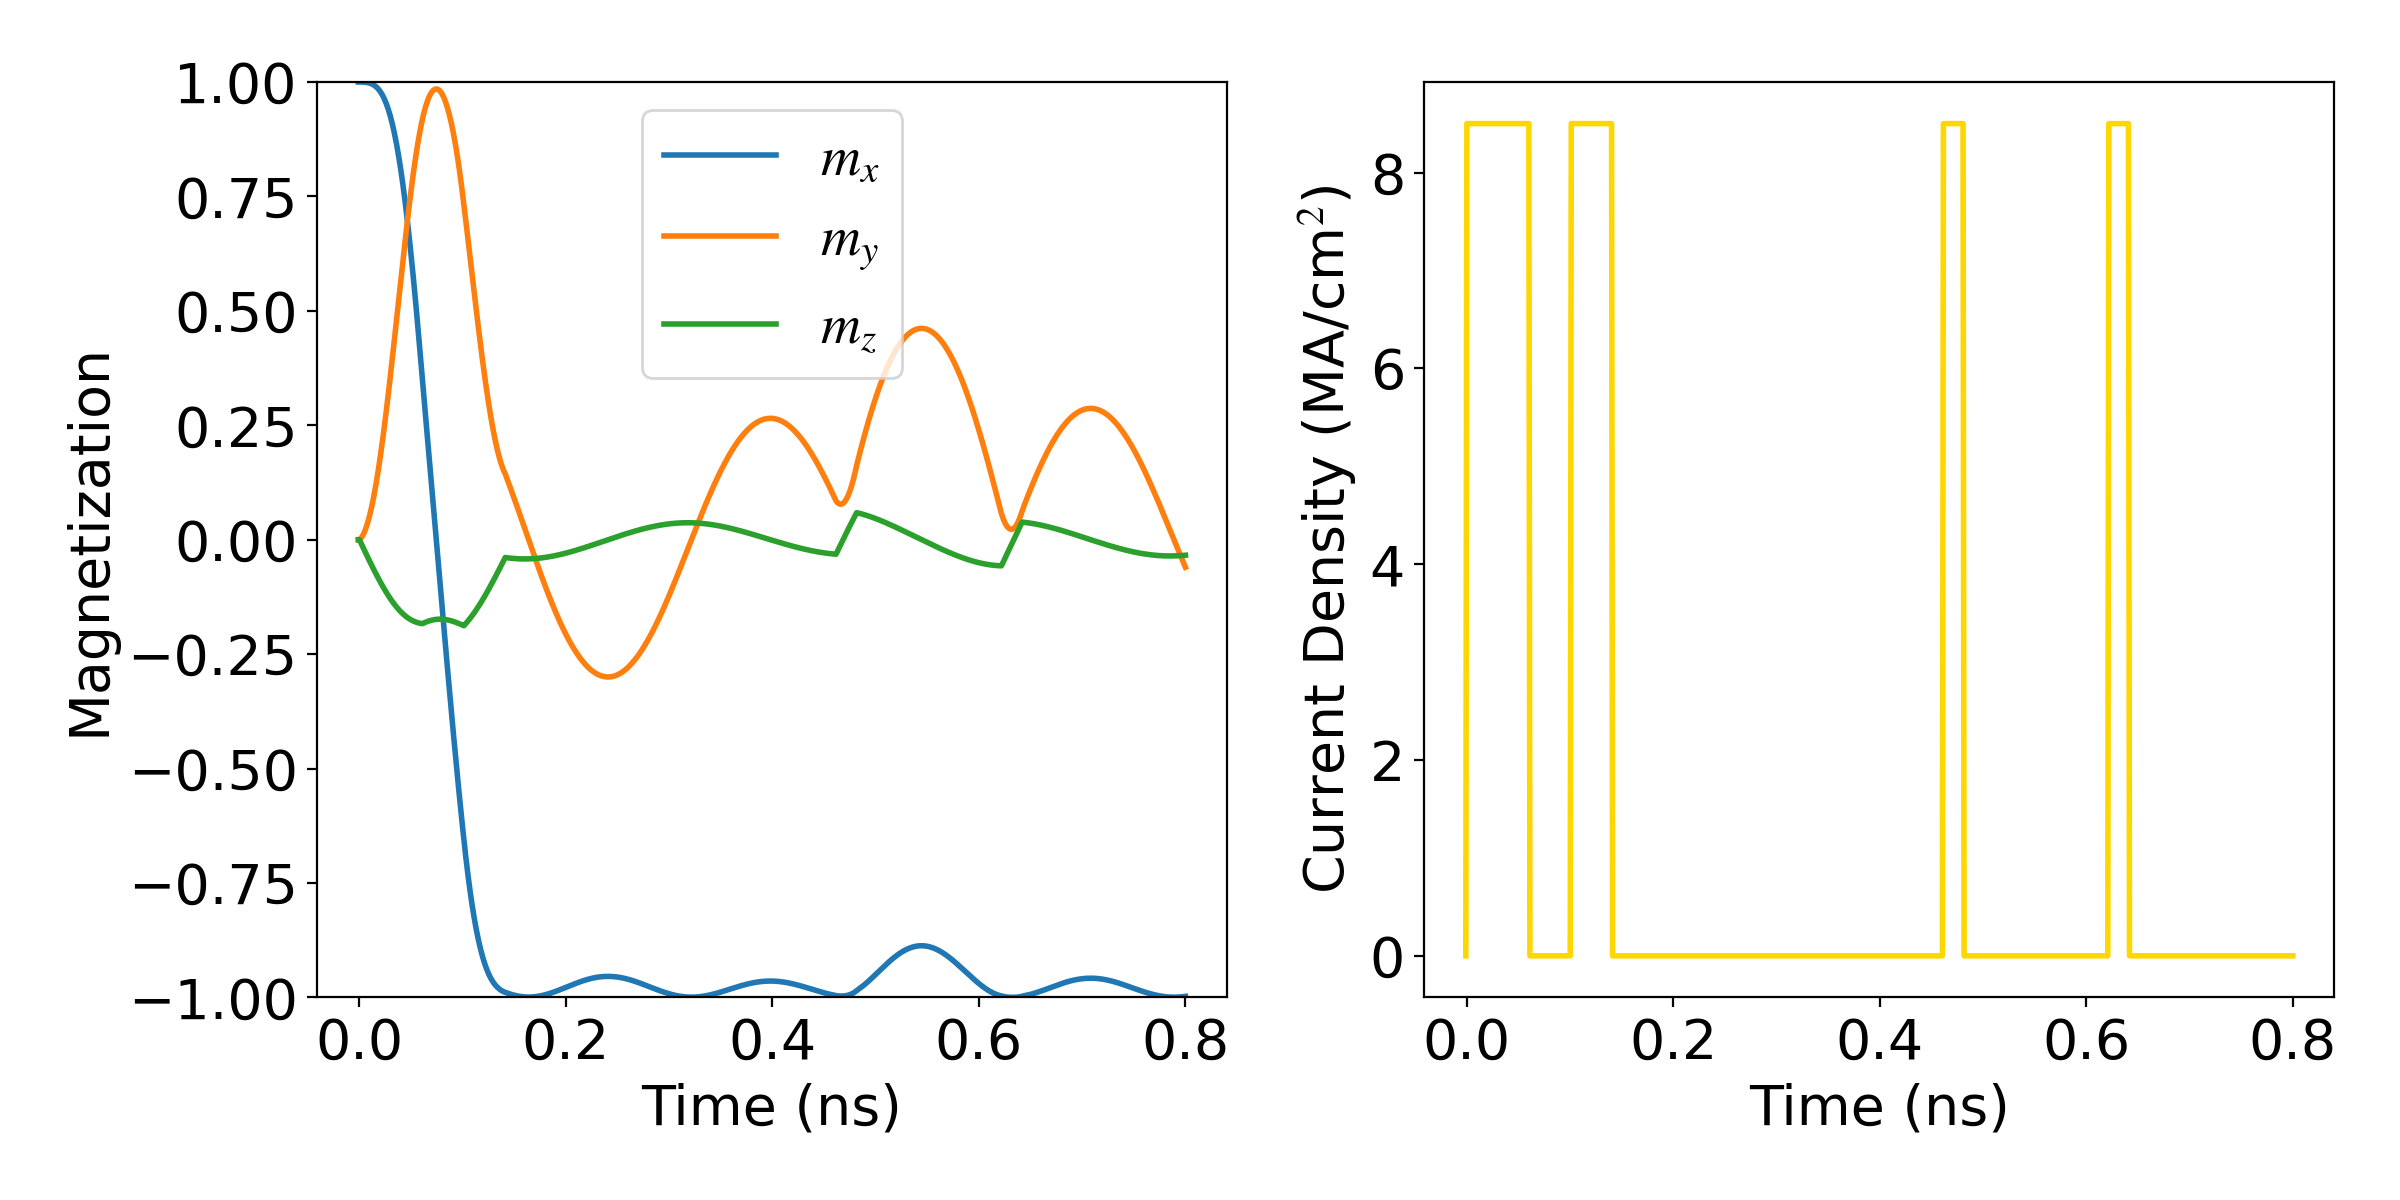 Magnetization
1.00
0.75
0.50
0.25
0.00
−0.25
−0.50
−0.75
−1.00
0.0 0.2 0.4 0.6 0.8
Time (ns)
mₓ
m_y
m_z
Current Density (MA/cm²)
8
6
4
2
0
0.0 0.2 0.4 0.6 0.8
Time (ns)